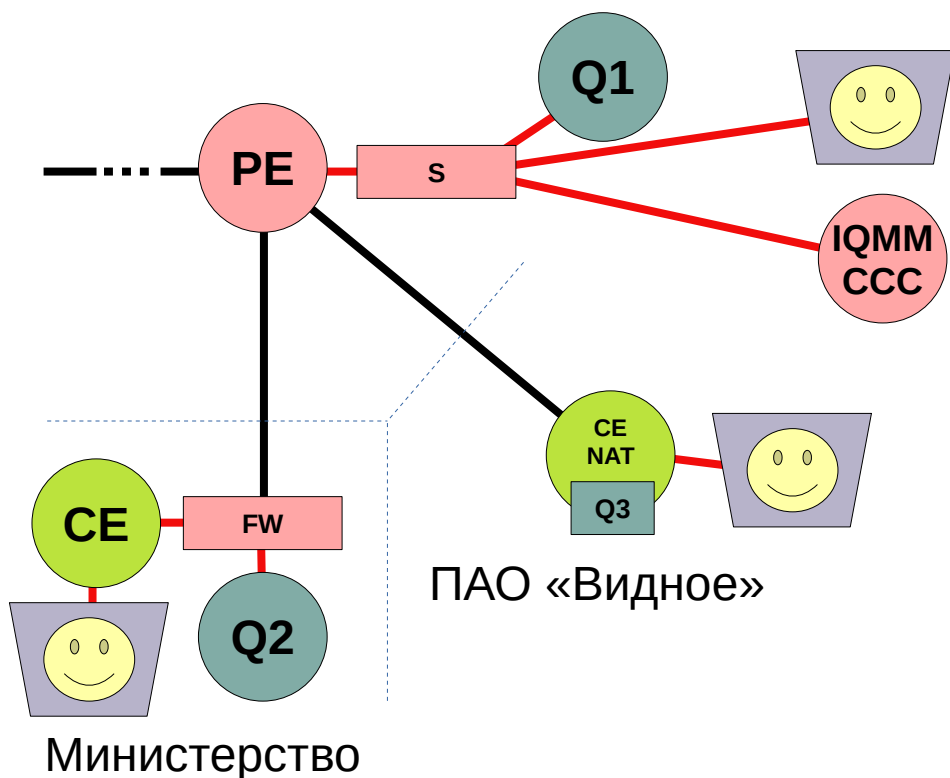 Q1
PE
S
IQMM
CCC
CE
NAT
Q3
CE
FW
Q2
ПАО «Видное»
Министерство